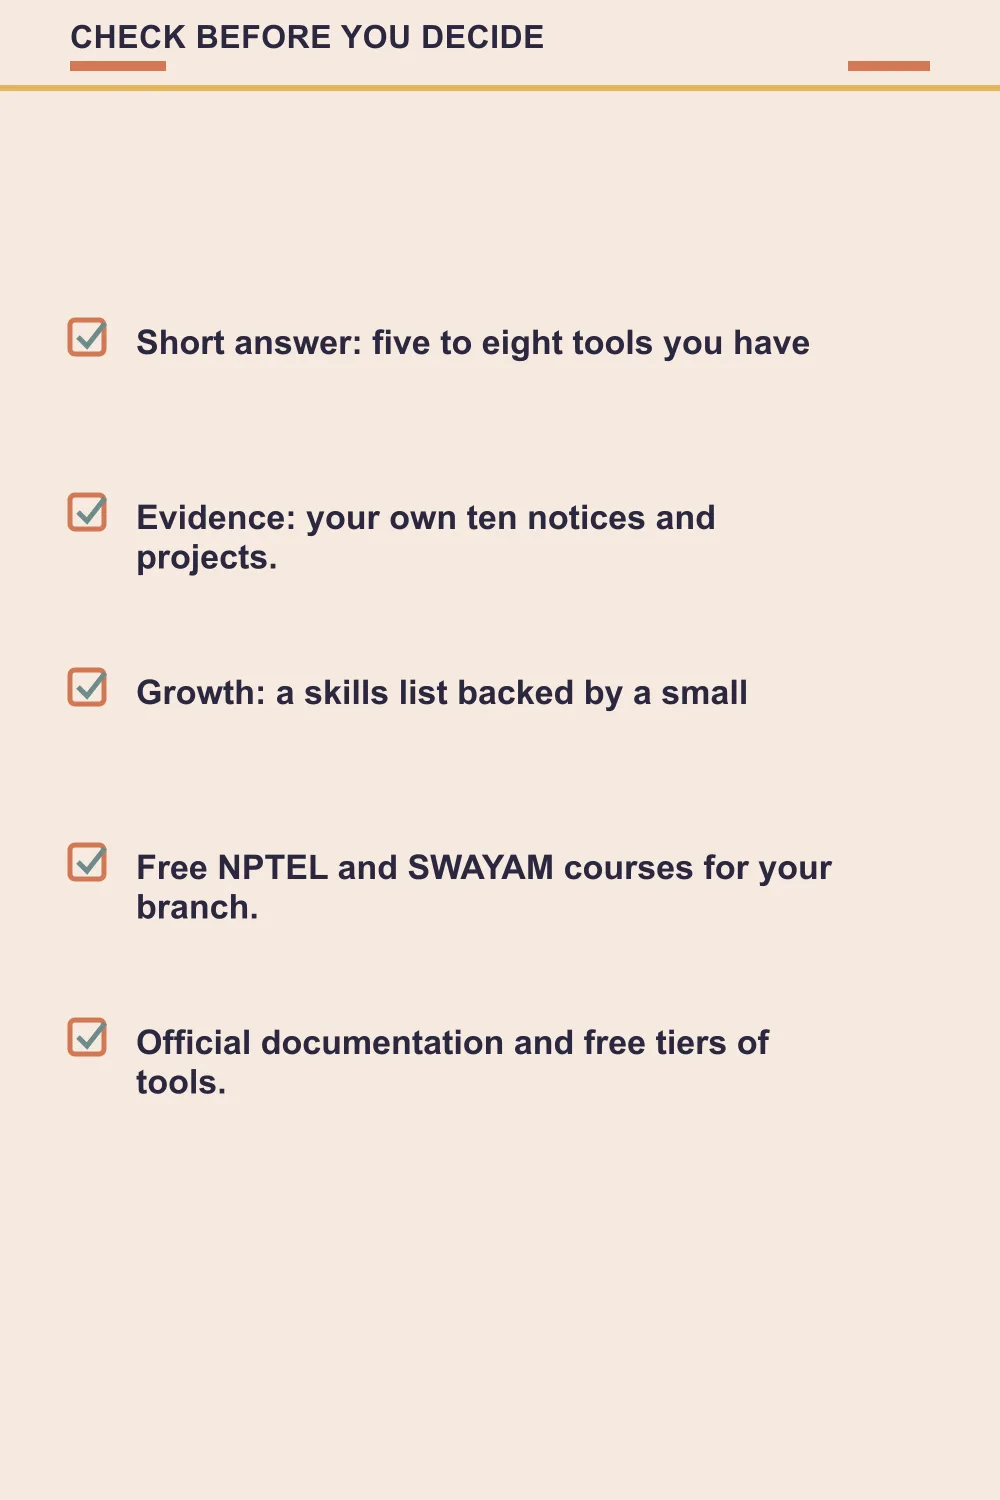 CHECK BEFORE YOU DECIDE
Short answer: five to eight tools you have
Evidence: your own ten notices and
projects.
Growth: a skills list backed by a small
Free NPTEL and SWAYAM courses for your
branch.
Official documentation and free tiers of
tools.